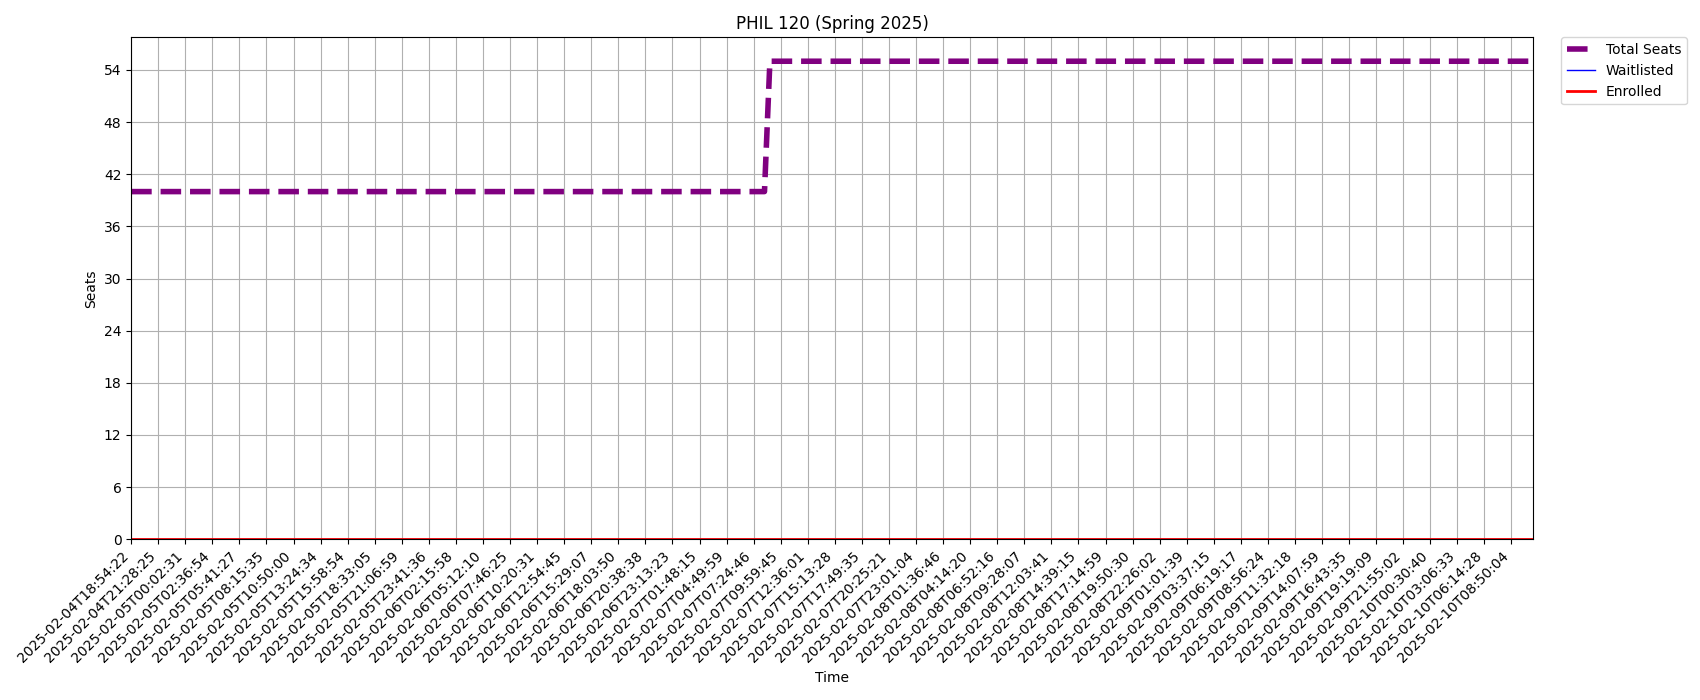 PHIL 120 (Spring 2025)
Total Seats
Waitlisted
Enrolled
54
48
42
36
30
24
18
12
6
0
Seats
2025-02-04T18:54:22
2025-02-04T21:28:25
2025-02-05T00:02:31
2025-02-05T02:36:54
2025-02-05T05:41:27
2025-02-05T08:15:35
2025-02-05T10:50:00
2025-02-05T13:24:34
2025-02-05T15:58:54
2025-02-05T18:33:05
2025-02-05T21:06:59
2025-02-05T23:41:36
2025-02-06T02:15:58
2025-02-06T05:12:10
2025-02-06T07:46:25
2025-02-06T10:20:31
2025-02-06T12:54:45
2025-02-06T15:29:07
2025-02-06T18:03:50
2025-02-06T20:38:38
2025-02-06T23:13:23
2025-02-07T01:48:15
2025-02-07T04:49:59
2025-02-07T07:24:46
2025-02-07T09:59:45
2025-02-07T12:36:01
2025-02-07T15:13:28
2025-02-07T17:49:35
2025-02-07T20:25:21
2025-02-07T23:01:04
2025-02-08T01:36:46
2025-02-08T04:14:20
2025-02-08T06:52:16
2025-02-08T09:28:07
2025-02-08T12:03:41
2025-02-08T14:39:15
2025-02-08T17:14:59
2025-02-08T19:50:30
2025-02-08T22:26:02
2025-02-09T01:01:39
2025-02-09T03:37:15
2025-02-09T06:19:17
2025-02-09T08:56:24
2025-02-09T11:32:18
2025-02-09T14:07:59
2025-02-09T16:43:35
2025-02-09T19:19:09
2025-02-09T21:55:02
2025-02-10T00:30:40
2025-02-10T03:06:33
2025-02-10T06:14:28
2025-02-10T08:50:04
Time